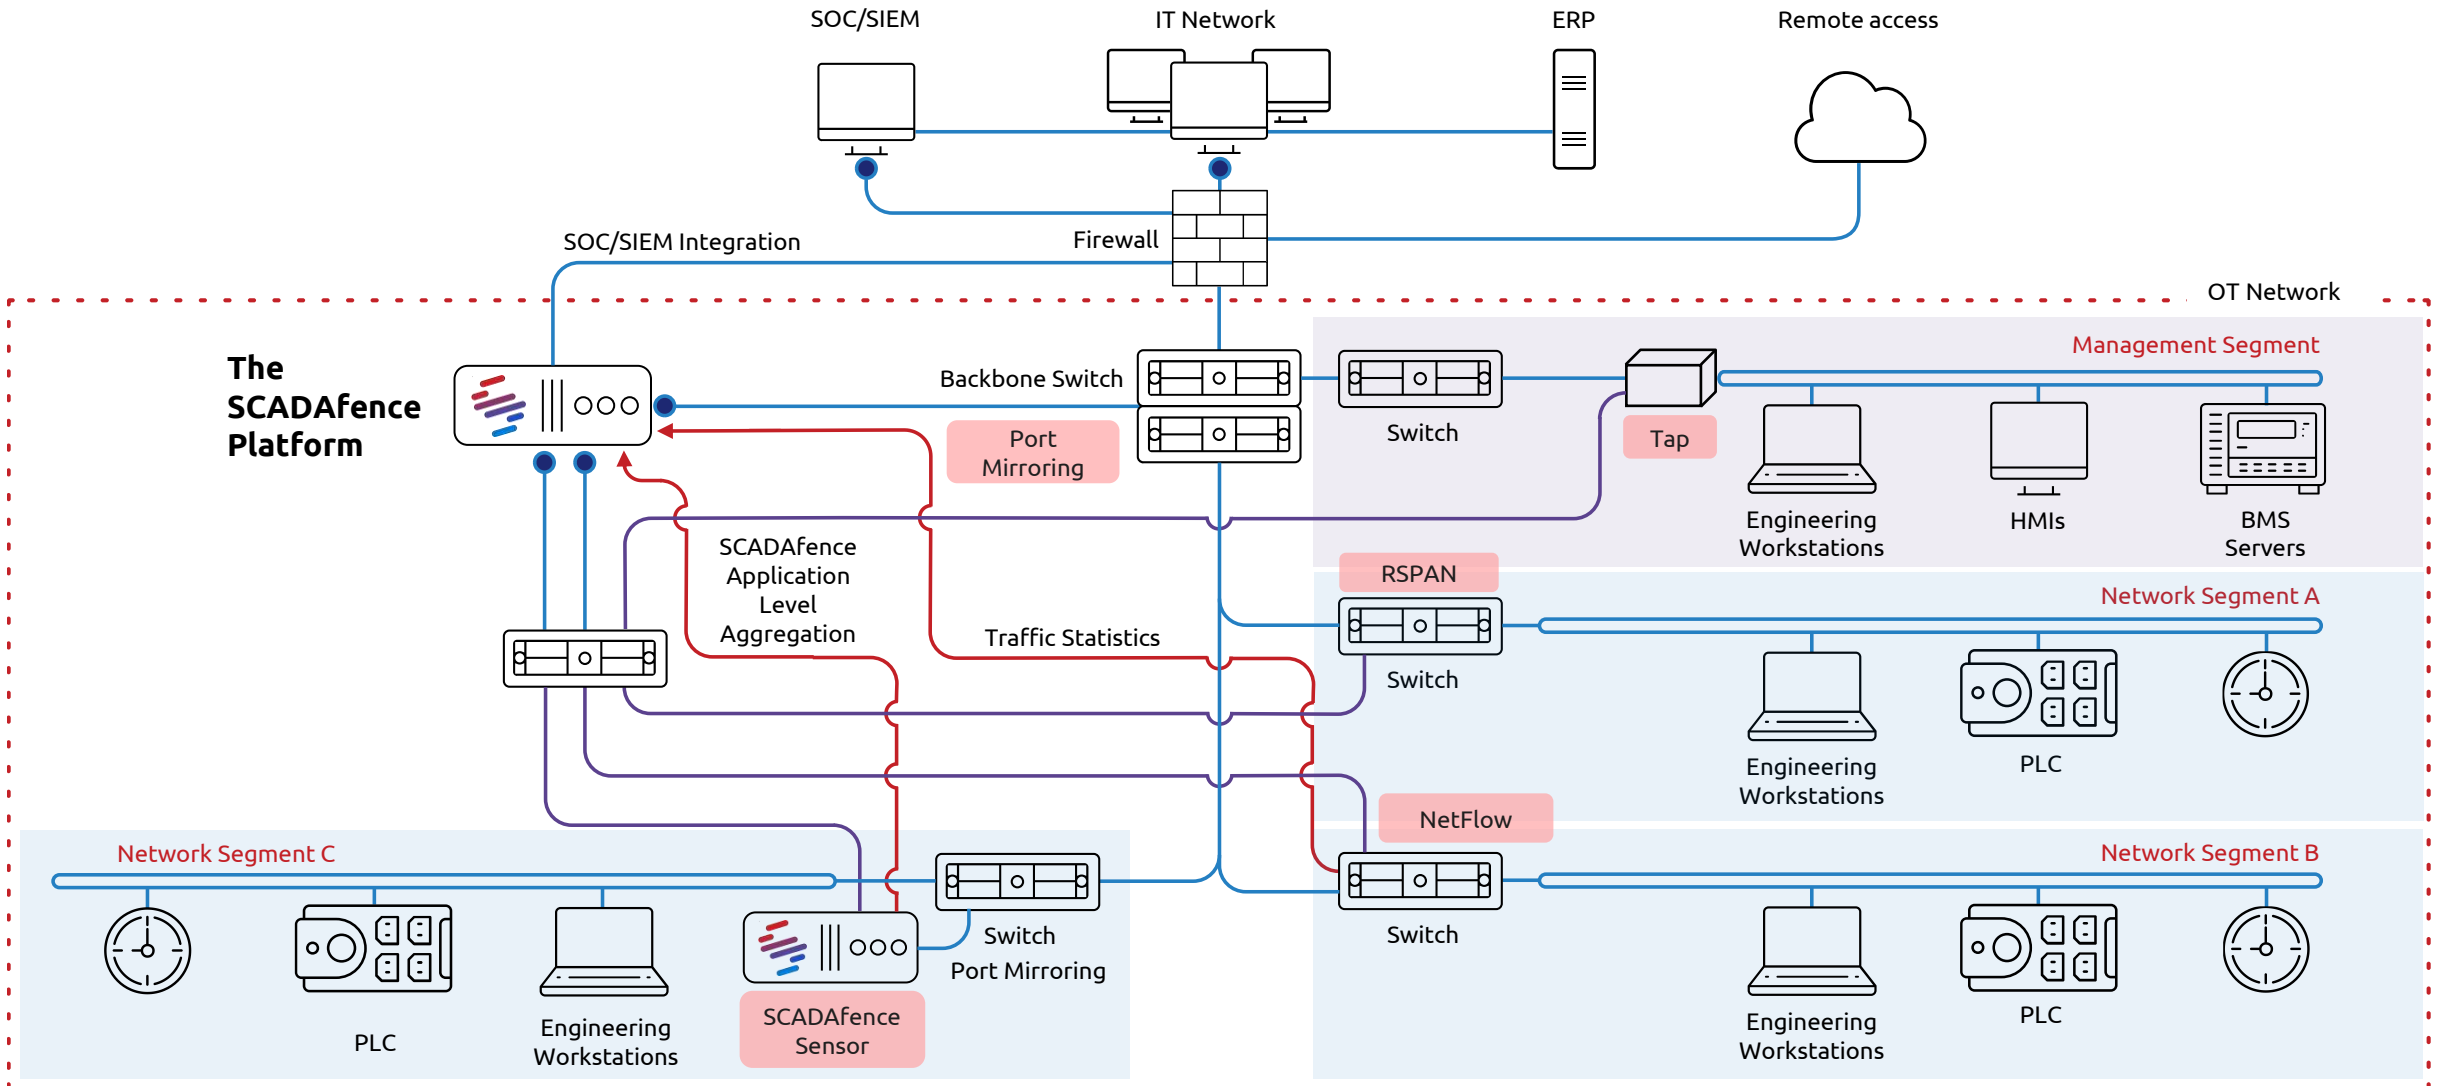 SOC/SIEM
IT Network
ERP
Remote access
SOC/SIEM Integration
Firewall
OT Network
The
SCADAfence
Platform
Backbone Switch
Port
Mirroring
Switch
Tap
Management Segment
Engineering
Workstations
HMIs
BMS
Servers
SCADAfence
Application
Level
Aggregation
Traffic Statistics
RSPAN
Switch
Network Segment A
Engineering
Workstations
PLC
NetFlow
Switch
Network Segment B
Engineering
Workstations
PLC
Network Segment C
PLC
Engineering
Workstations
SCADAfence
Sensor
Switch
Port Mirroring